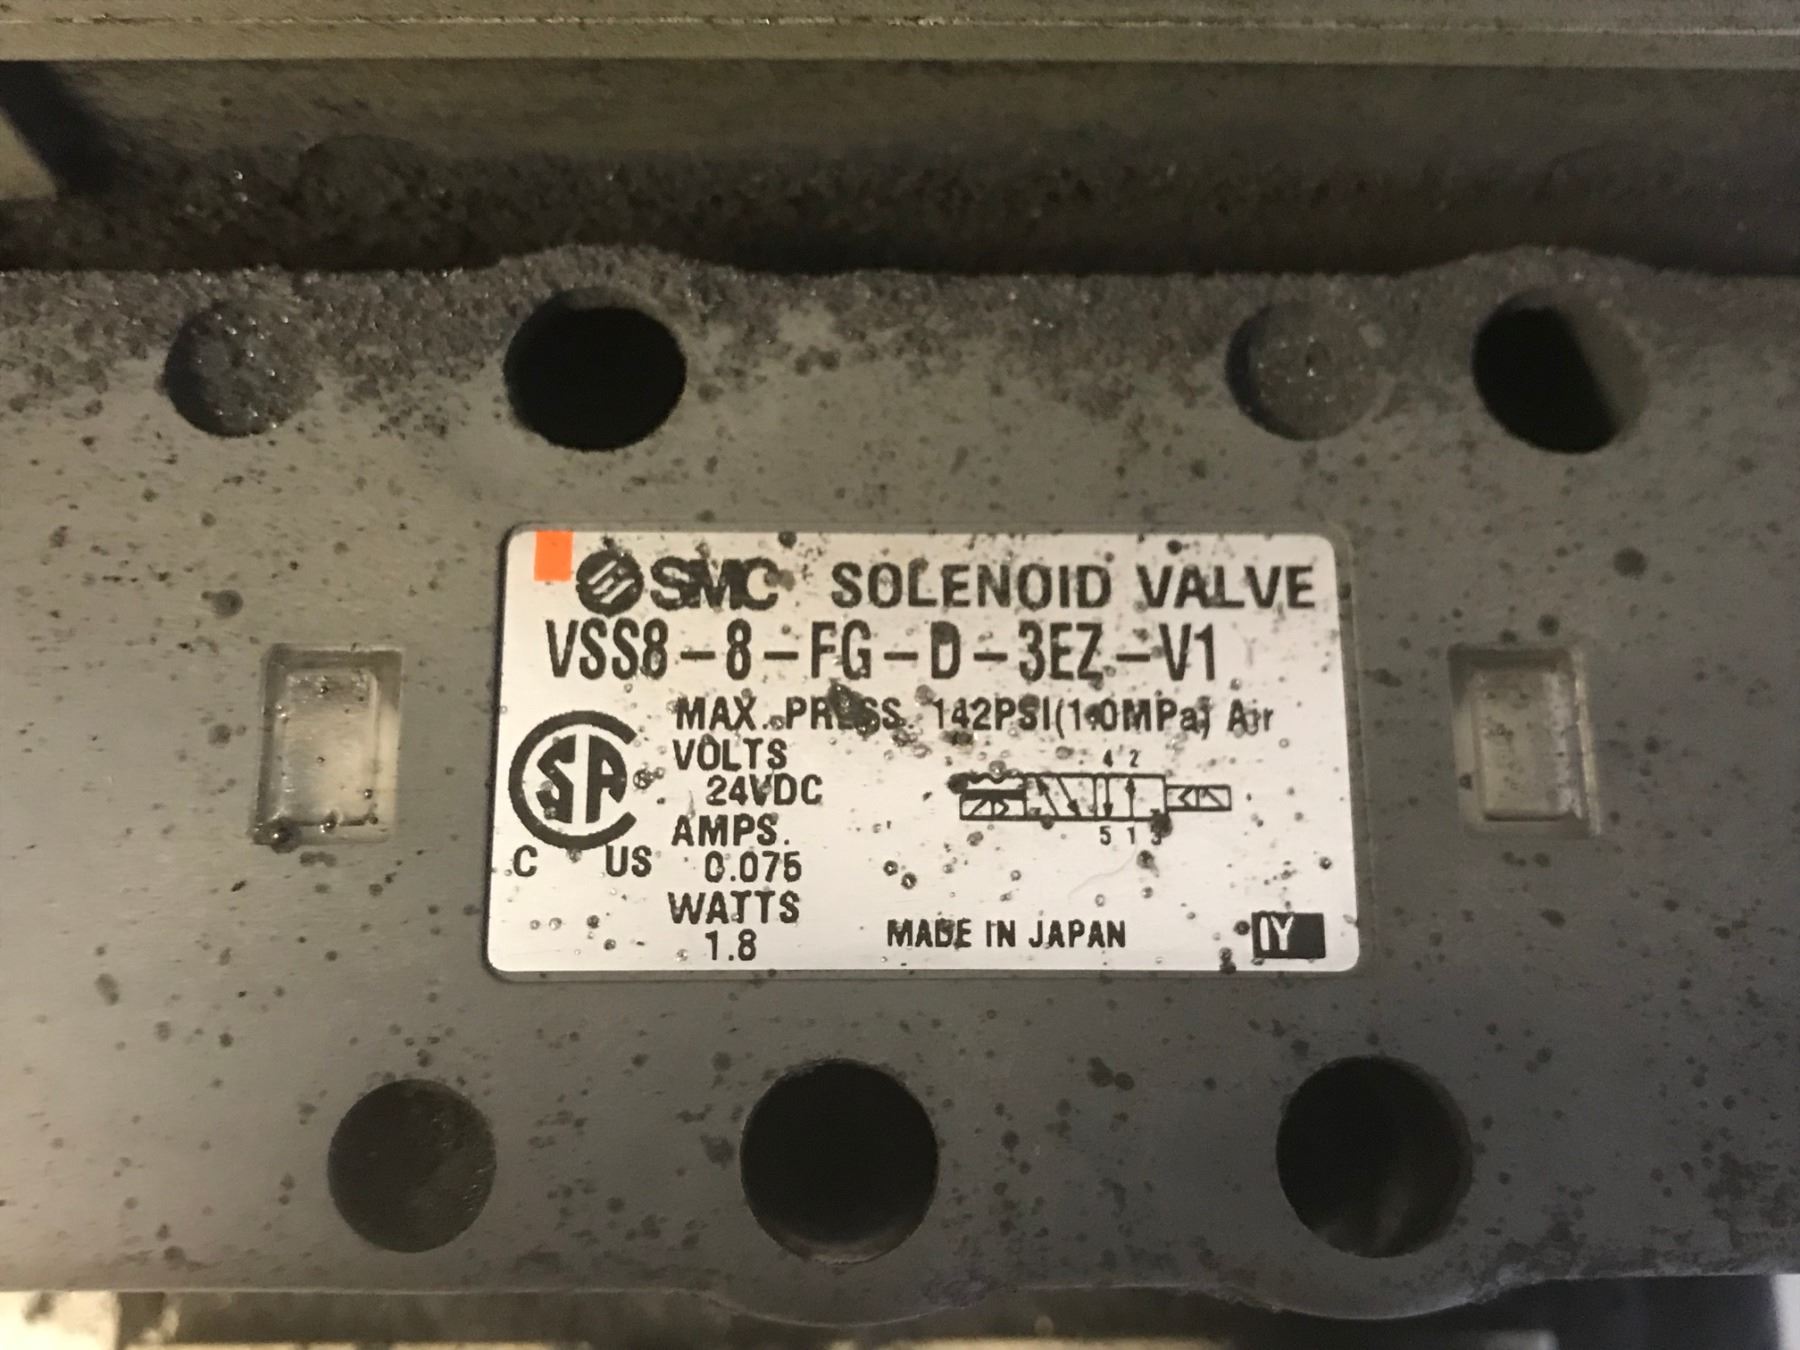 SMC SOLENOID VALVE
VSS8-8-FG-D-3EZ-V1
MAX. PRESS. 142PSI(1.0MPa) Air
VOLTS
24VDC
AMPS.
0.075
WATTS
1.8
SA ®
C US
4 2
5 1 3
MADE IN JAPAN
IY